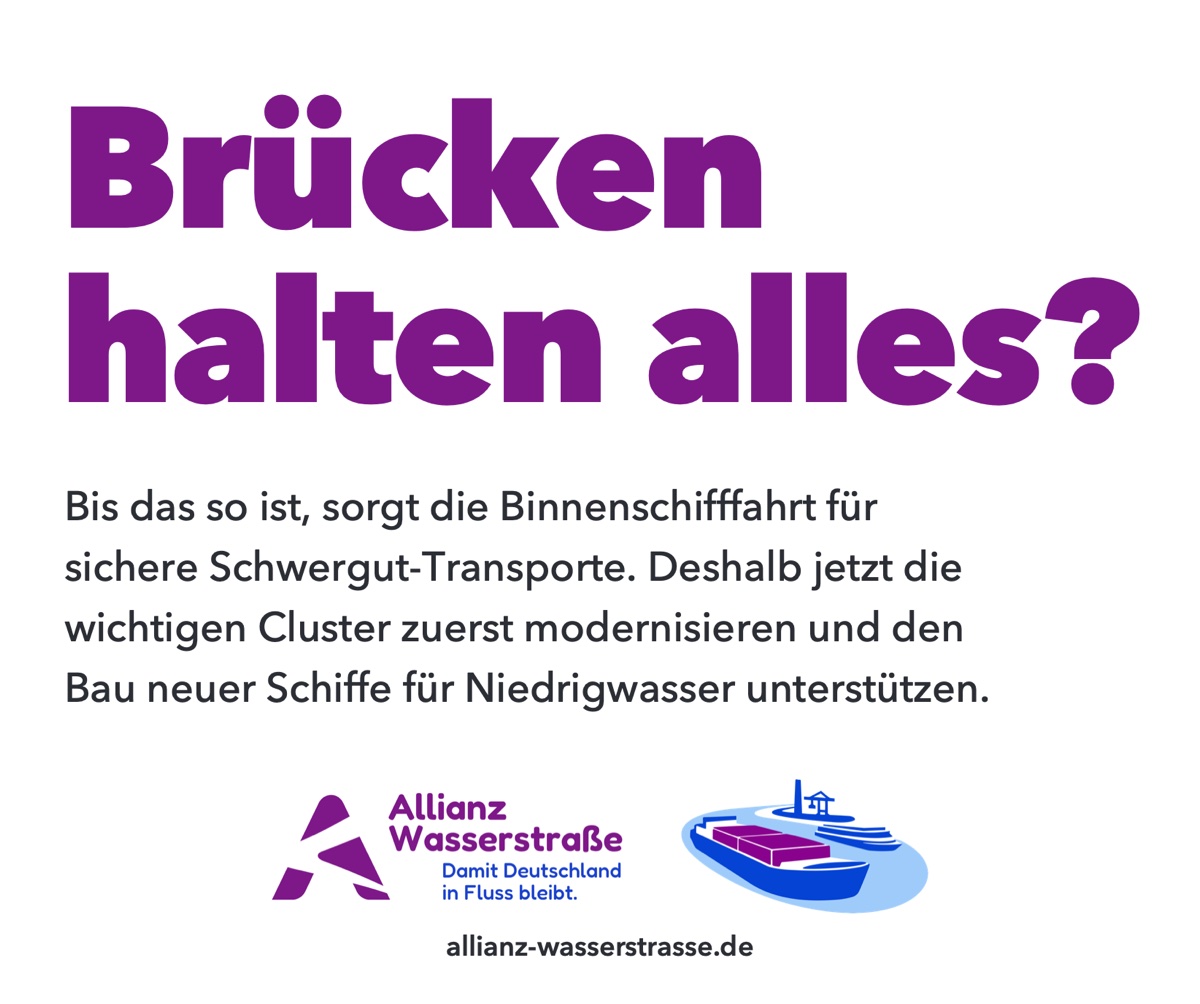 Brücken
halten alles?
Bis das so ist, sorgt die Binnenschifffahrt für
sichere Schwergut-Transporte. Deshalb jetzt die
wichtigen Cluster zuerst modernisieren und den
Bau neuer Schiffe für Niedrigwasser unterstützen.
Allianz
Wasserstraße
Damit Deutschland
in Fluss bleibt.
allianz-wasserstrasse.de